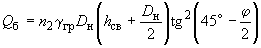 Q_б = n_2 γ_гр D_н ( h_св + D_н / 2 ) tg^2 ( 45° − φ / 2 )